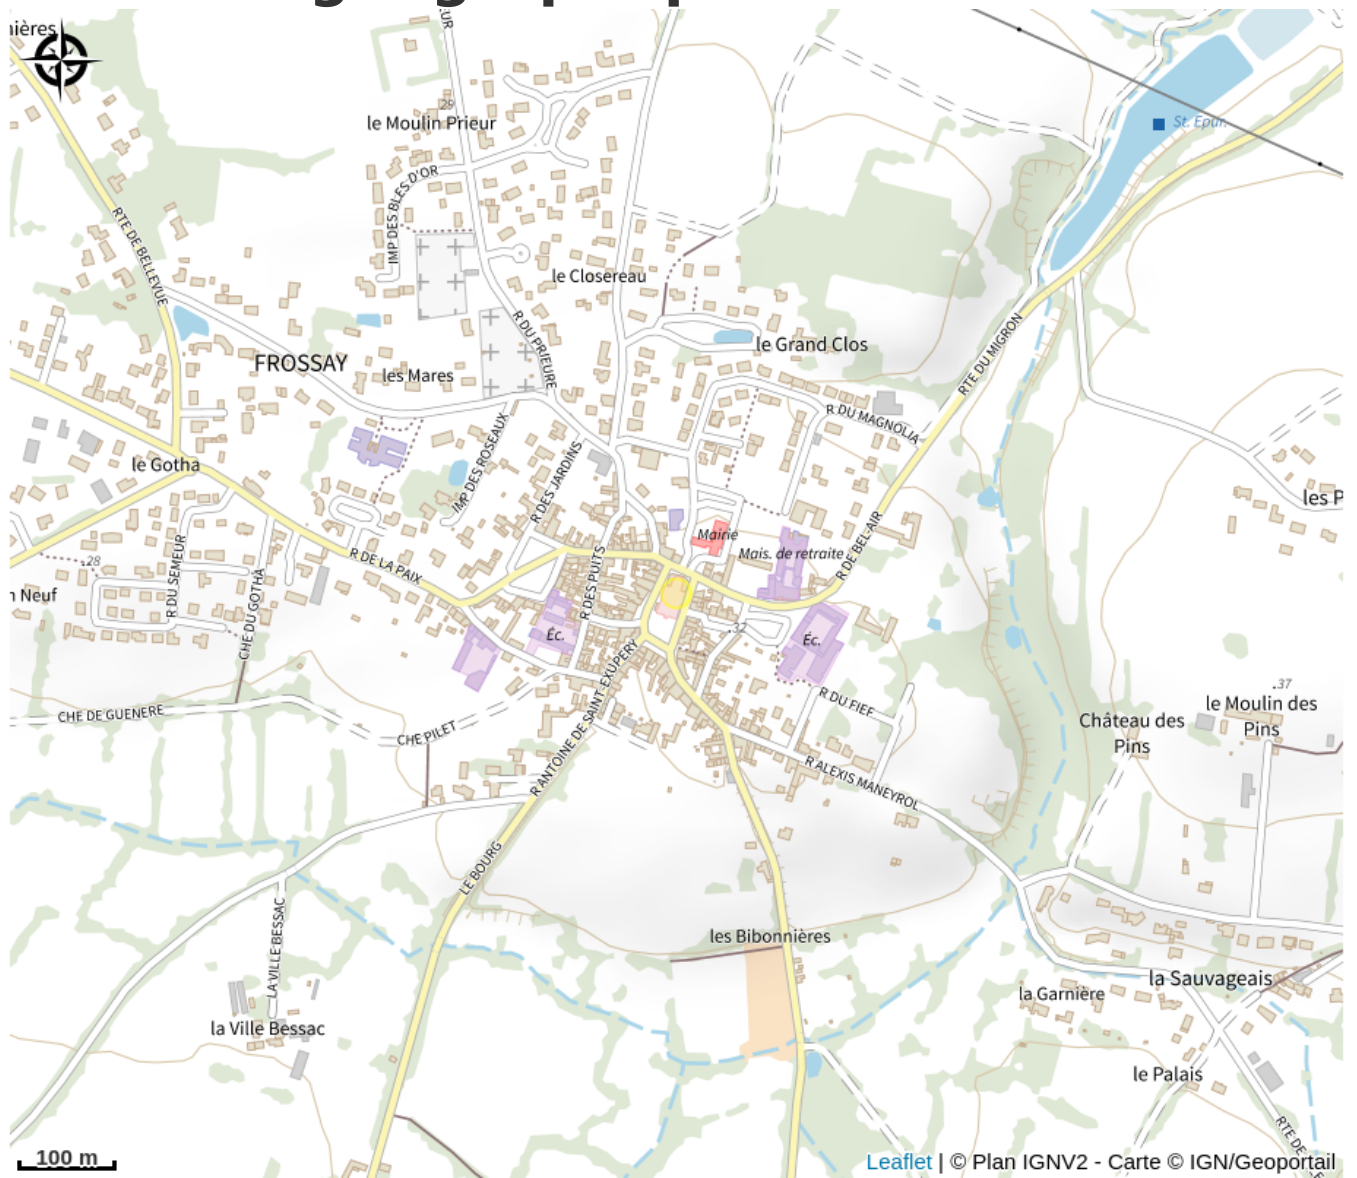 nières
29
le Moulin Prieur
St. Epur.
IMP DES BLES D'OR
RTE DE BELLEVUE
le Closereau
R DU PRIEURE
RTE DU MIGRON
le Grand Clos
FROSSAY
les Mares
R DU MAGNOLIA
IMP DES ROSEAUX
R DES JARDINS
le Gotha
les P
Mairie
Mais. de retraite
R DE BEL AIR
R DE LA PAIX
28
R DU SEMEUR
CHE DU GOTHA
R DES PUITS
n Neuf
Éc.
Éc.
32
37
R DU FIEF
le Moulin des
Pins
Château des
Pins
CHE DE GUENERE
CHE PILET
R ANTOINE DE SAINT-EXUPERY
R ALEXIS MANEYROL
LE BOURG
LA VILLE BESSAC
les Bibonnières
la Sauvageais
la Garnière
la Ville Bessac
le Palais
100 m
Leaflet | © Plan IGNV2 - Carte © IGN/Geoportail